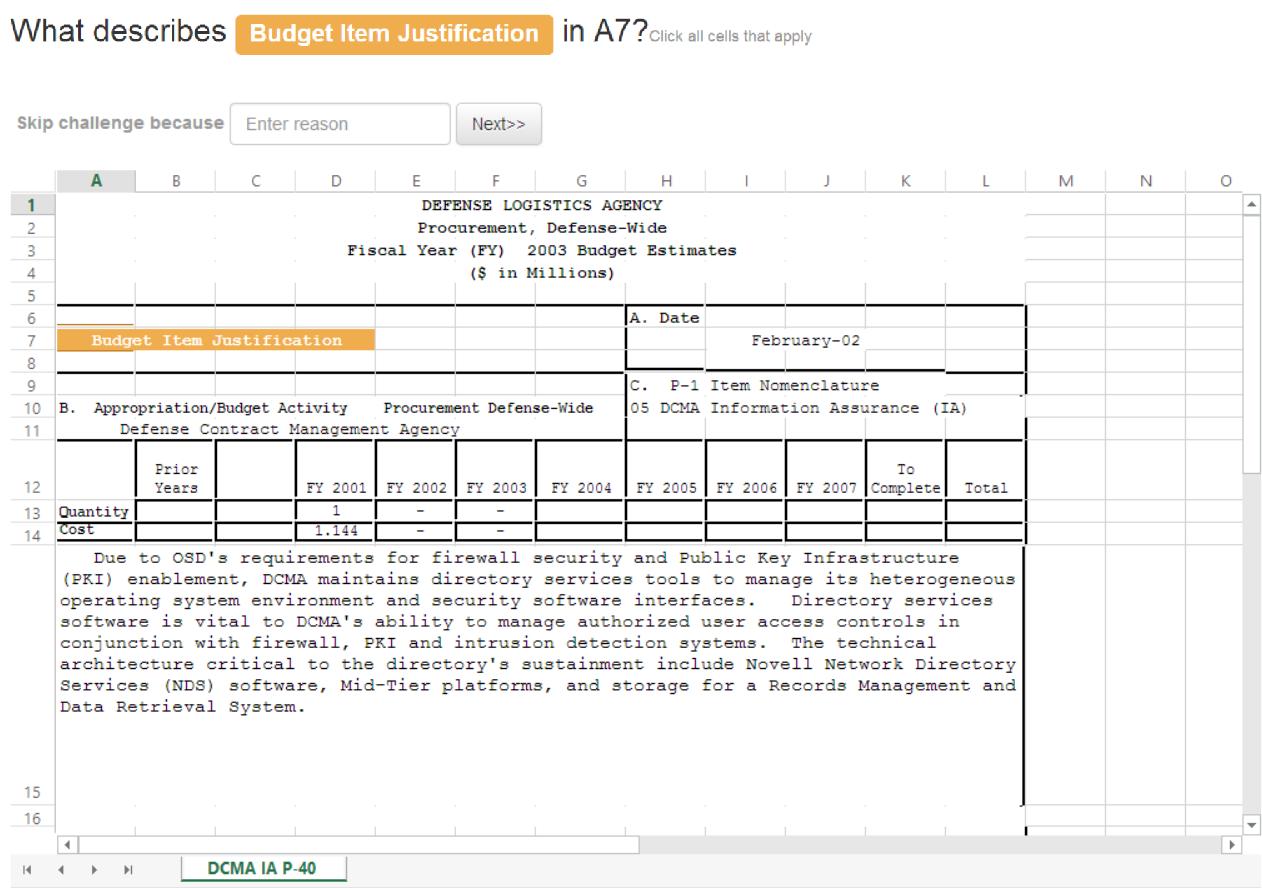 What describes Budget Item Justification in A7? Click all cells that apply
Skip challenge because Enter reason Next>>
A B C D E F G H I J K L M N O
1 DEFENSE LOGISTICS AGENCY
2 Procurement, Defense-Wide
3 Fiscal Year (FY) 2003 Budget Estimates
4 ($ in Millions)
5
6 A. Date
7 Budget Item Justification February-02
8
9 C. P-1 Item Nomenclature
10 B. Appropriation/Budget Activity Procurement Defense-Wide 05 DCMA Information Assurance (IA)
11 Defense Contract Management Agency
Prior To
12 Years FY 2001 FY 2002 FY 2003 FY 2004 FY 2005 FY 2006 FY 2007 Complete Total
13 Quantity 1 - -
14 Cost 1.144 - -
Due to OSD's requirements for firewall security and Public Key Infrastructure
(PKI) enablement, DCMA maintains directory services tools to manage its heterogeneous
operating system environment and security software interfaces. Directory services
software is vital to DCMA's ability to manage authorized user access controls in
conjunction with firewall, PKI and intrusion detection systems. The technical
architecture critical to the directory's sustainment include Novell Network Directory
Services (NDS) software, Mid-Tier platforms, and storage for a Records Management and
Data Retrieval System.
15
16
DCMA IA P-40